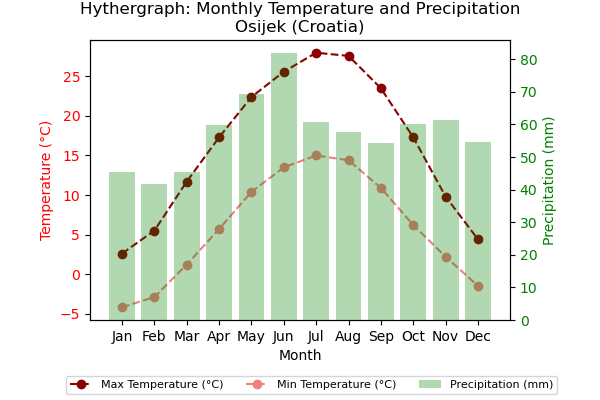 Hythergraph: Monthly Temperature and Precipitation
Osijek (Croatia)
Temperature (°C)
25
20
15
10
5
0
−5
80
70
60
50
40
30
20
10
0
Precipitation (mm)
Jan Feb Mar Apr May Jun Jul Aug Sep Oct Nov Dec
Month
Max Temperature (°C) Min Temperature (°C) Precipitation (mm)